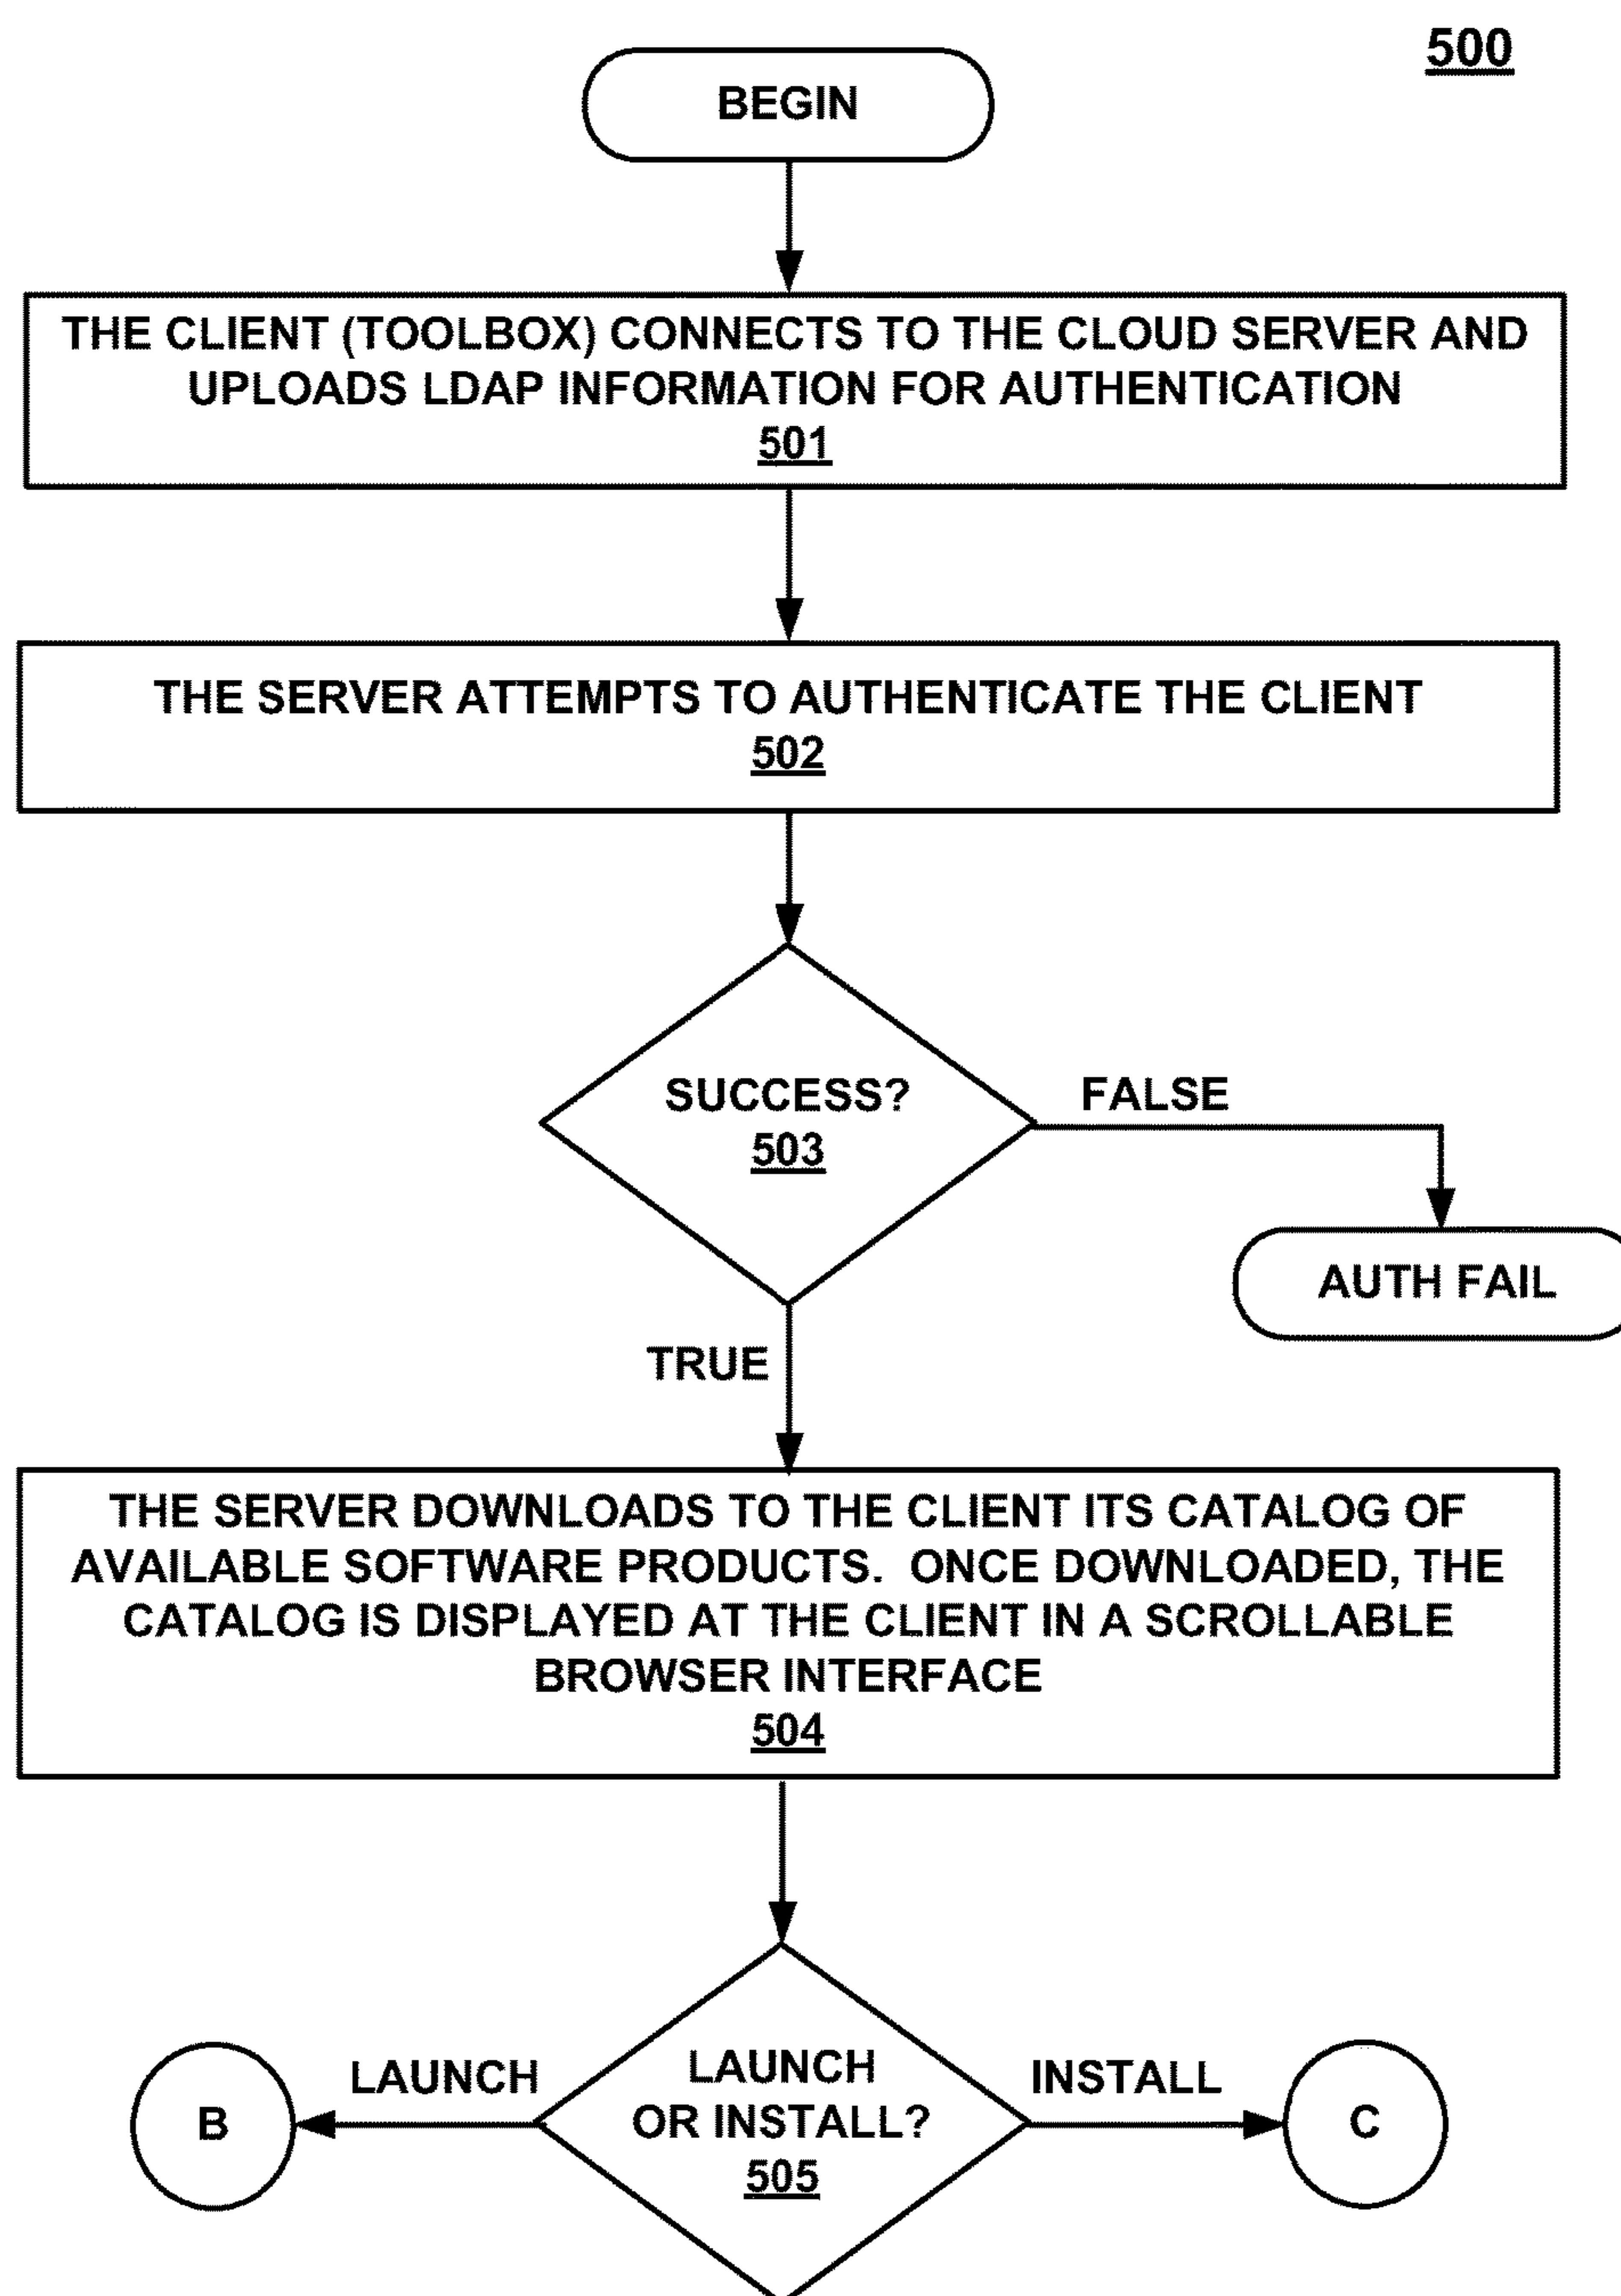 500
BEGIN
THE CLIENT (TOOLBOX) CONNECTS TO THE CLOUD SERVER AND
UPLOADS LDAP INFORMATION FOR AUTHENTICATION
501
THE SERVER ATTEMPTS TO AUTHENTICATE THE CLIENT
502
SUCCESS?
503
FALSE
AUTH FAIL
TRUE
THE SERVER DOWNLOADS TO THE CLIENT ITS CATALOG OF
AVAILABLE SOFTWARE PRODUCTS. ONCE DOWNLOADED, THE
CATALOG IS DISPLAYED AT THE CLIENT IN A SCROLLABLE
BROWSER INTERFACE
504
B
LAUNCH
LAUNCH
OR INSTALL?
505
INSTALL
C